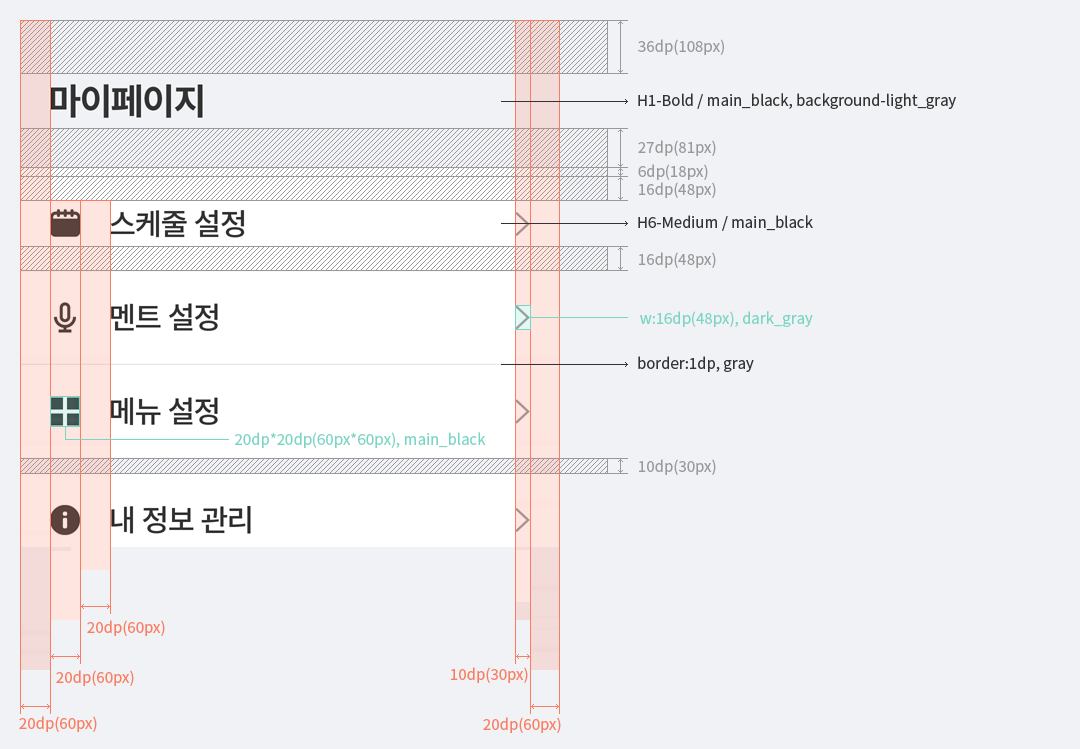 36dp(108px)
마이페이지
H1-Bold / main_black, background-light_gray
27dp(81px)
6dp(18px)
16dp(48px)
스케줄 설정
H6-Medium / main_black
16dp(48px)
멘트 설정
w:16dp(48px), dark_gray
border:1dp, gray
메뉴 설정
20dp*20dp(60px*60px), main_black
10dp(30px)
내 정보 관리
20dp(60px)
20dp(60px)
10dp(30px)
20dp(60px)
20dp(60px)